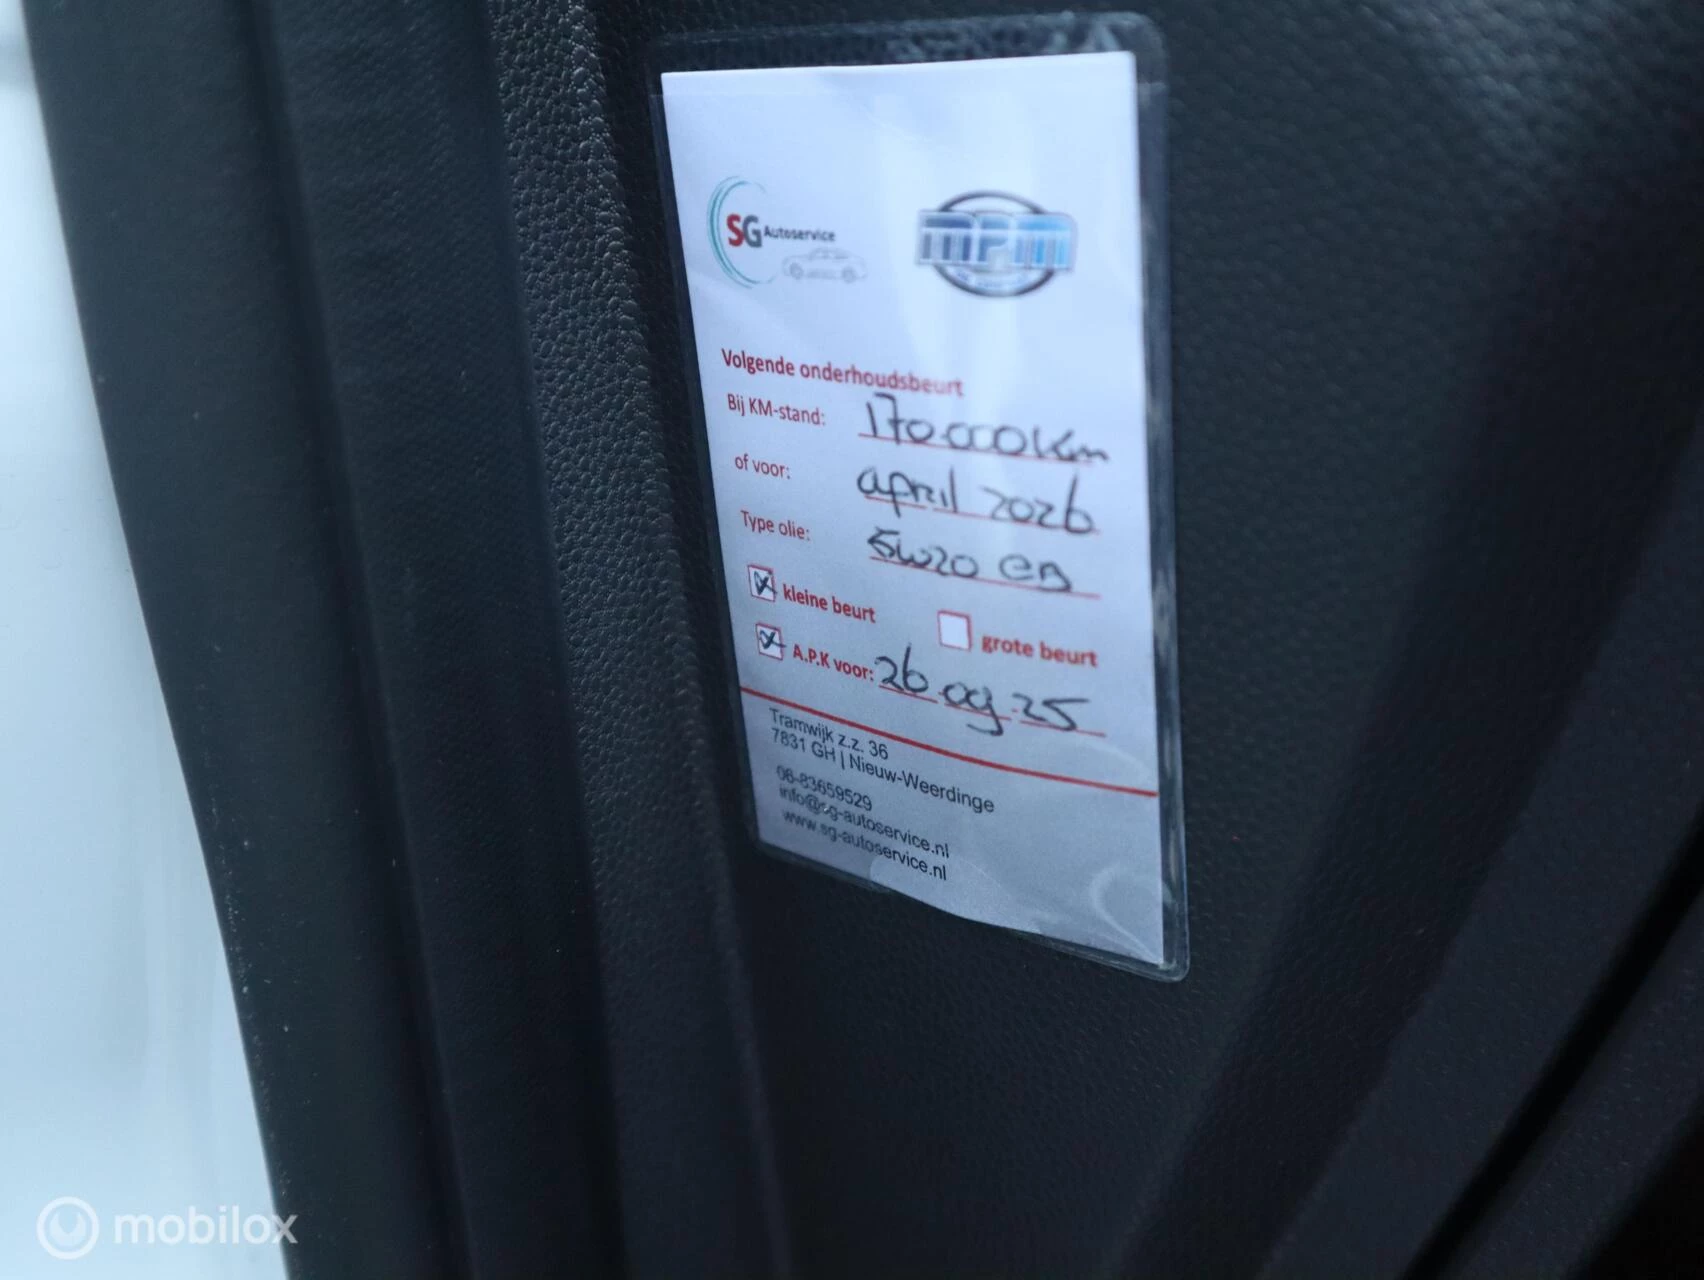 SG Autoservice
MPM
Volgende onderhoudsbeurt
Bij KM-stand: 170.000Km
of voor: april 2026
Type olie: 5w20 eB
kleine beurt grote beurt
A.P.K voor: 26.09.25
Tramwijk z.z. 36
7831 GH | Nieuw-Weerdinge
06-83659529
info@sg-autoservice.nl
www.sg-autoservice.nl
mobilox